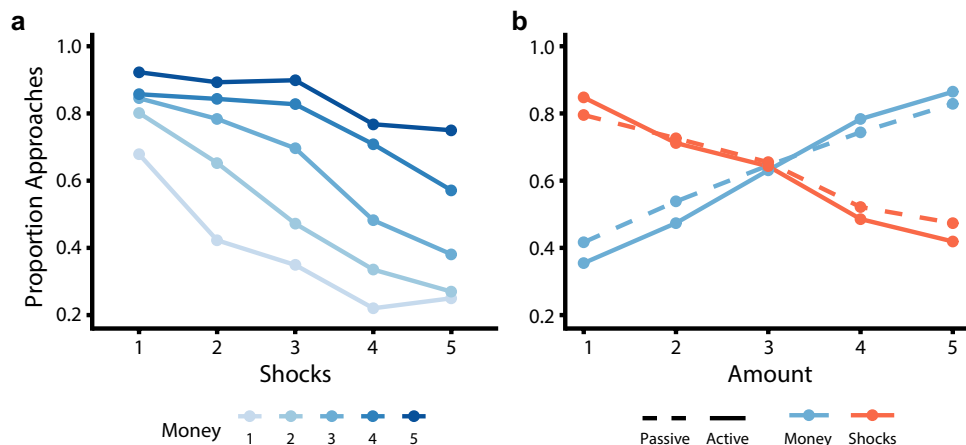 a
b
Proportion Approaches
1.0
0.8
0.6
0.4
0.2
1 2 3 4 5
Shocks
1.0
0.8
0.6
0.4
0.2
1 2 3 4 5
Amount
Money
1 2 3 4 5
Passive Active Money Shocks